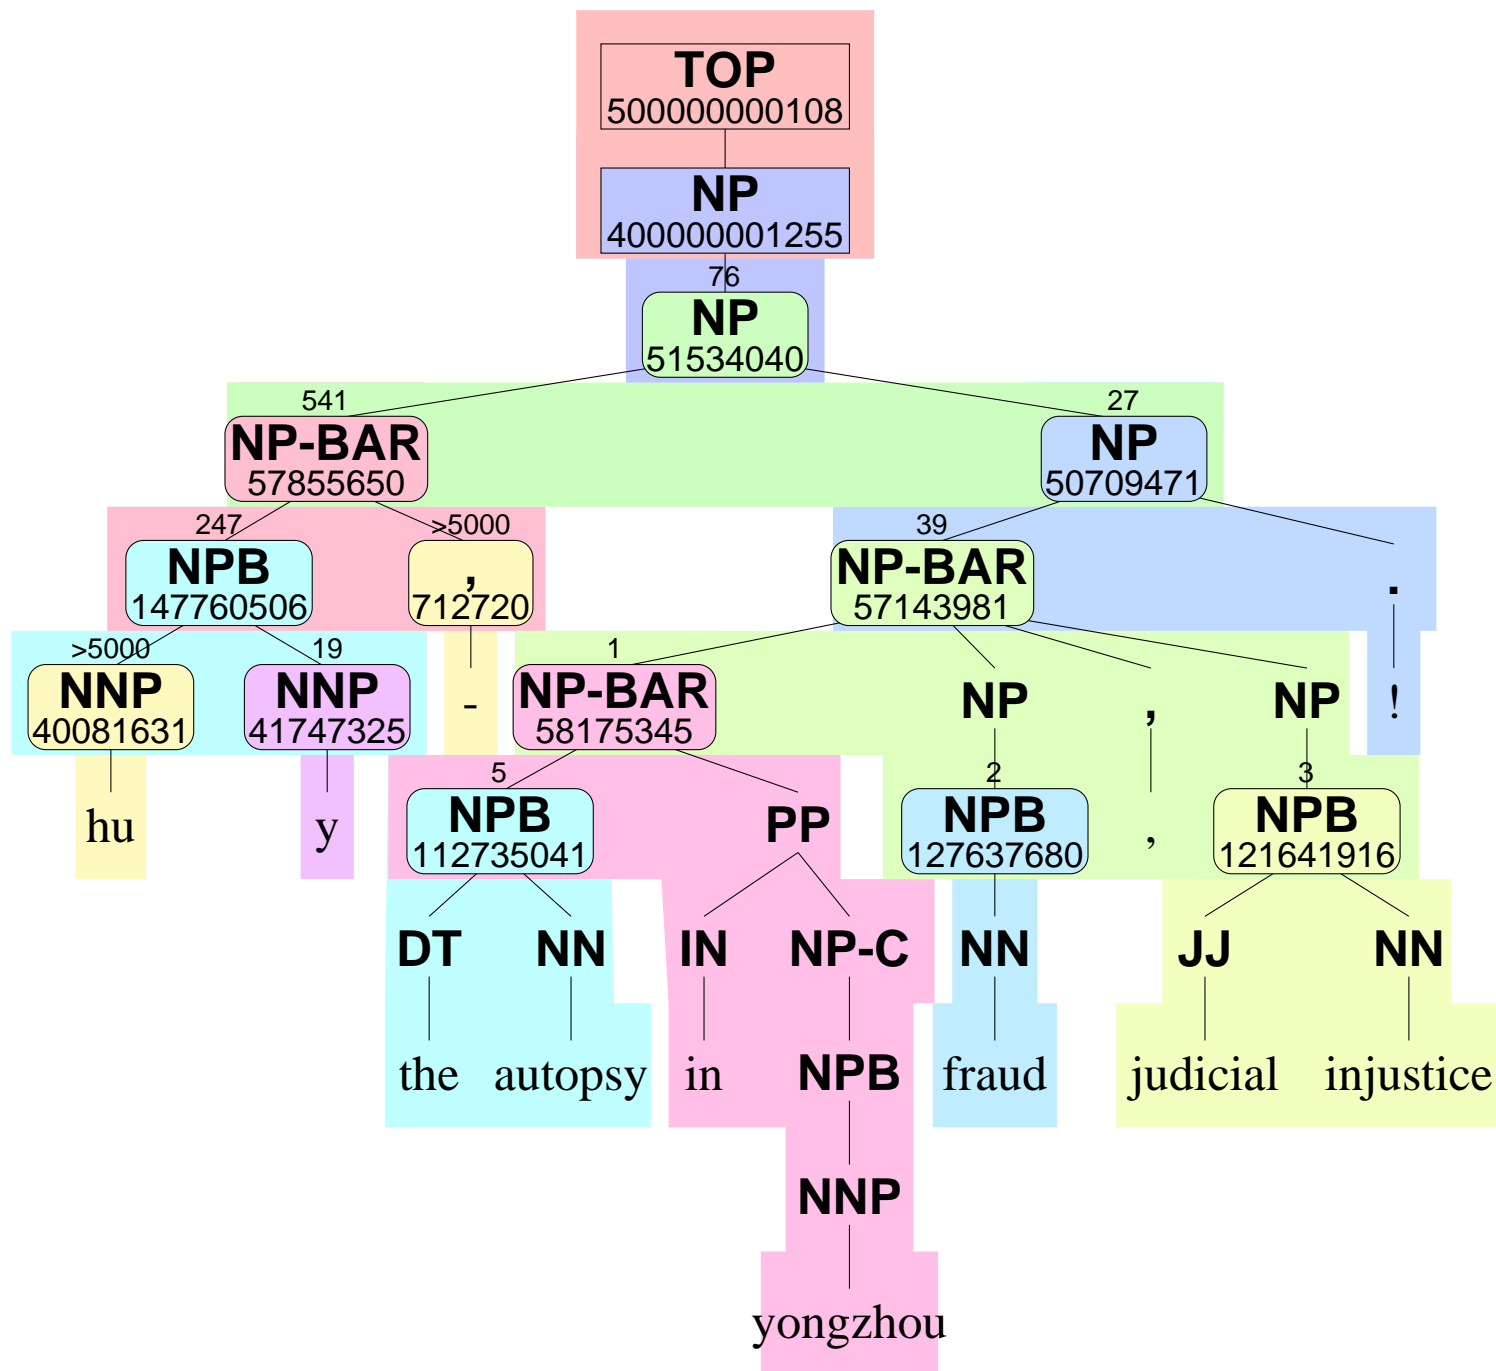 TOP
500000000108
NP
400000001255
76
NP
51534040
541 27
NP-BAR NP
57855650 50709471
247 >5000 39
NPB , NP-BAR .
147760506 712720 57143981
>5000 19 1
NNP NNP - NP-BAR NP , NP !
40081631 41747325 58175345
5 2 3
hu y NPB PP NPB , NPB
112735041 127637680 121641916
DT NN IN NP-C NN JJ NN
the autopsy in NPB fraud judicial injustice
NNP
yongzhou